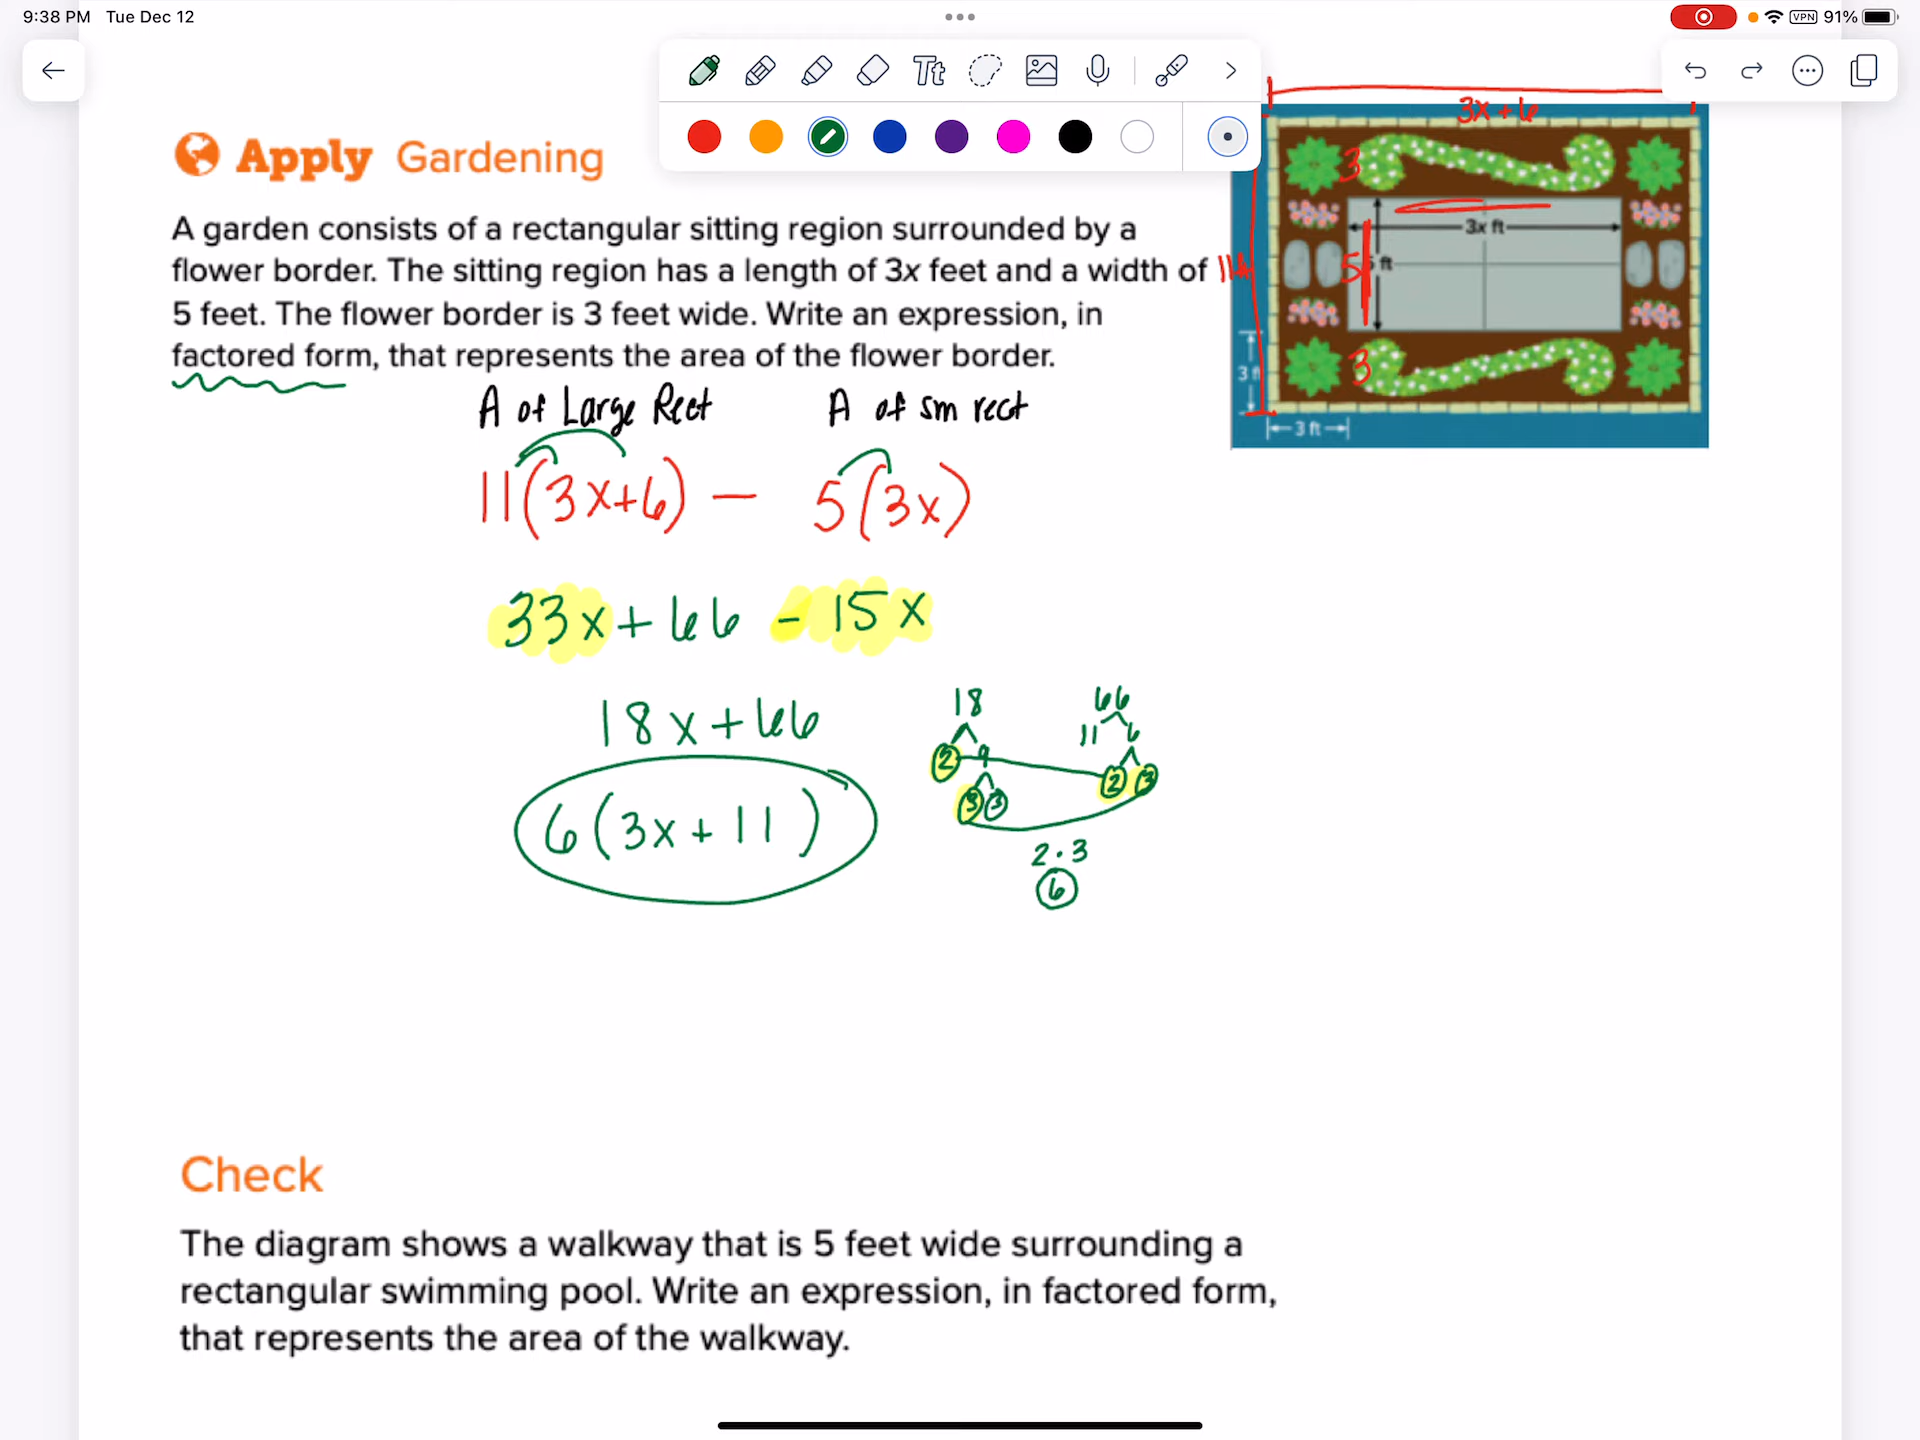 9:38 PM Tue Dec 12
VPN 91%
Tt
Apply Gardening
A garden consists of a rectangular sitting region surrounded by a
flower border. The sitting region has a length of 3x feet and a width of
5 feet. The flower border is 3 feet wide. Write an expression, in
factored form, that represents the area of the flower border.
3x + 6
3
3x ft
5
ft
3
3 ft
A of Large Rect A of sm rect
11(3x+6) - 5(3x)
33x + 66 - 15x
18x + 66
6(3x + 11)
18 66
2 9 11 6
3 3 2 3
2 · 3
6
Check
The diagram shows a walkway that is 5 feet wide surrounding a
rectangular swimming pool. Write an expression, in factored form,
that represents the area of the walkway.